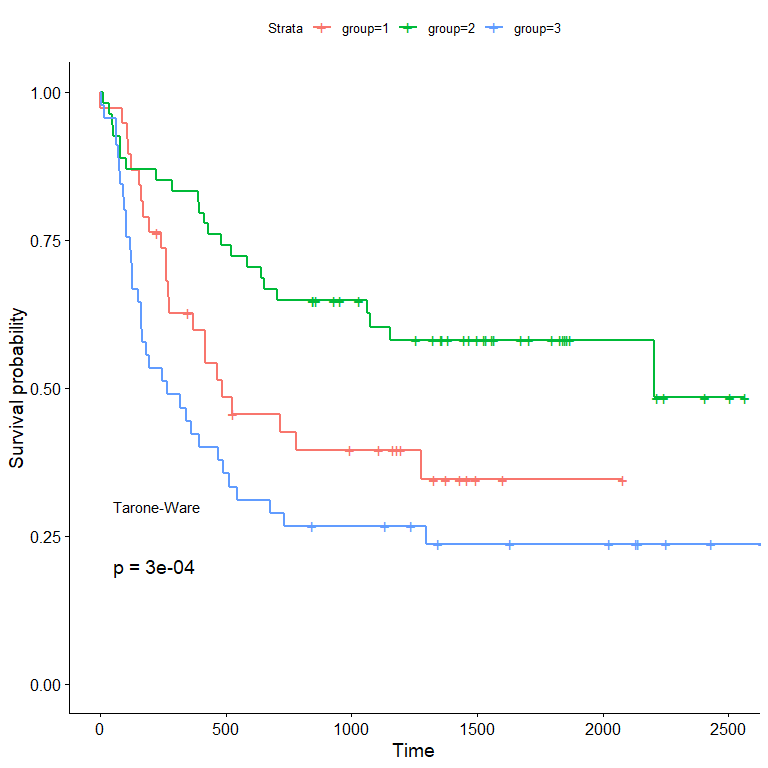 Strata group=1 group=2 group=3
1.00
0.75
0.50
0.25
0.00
Survival probability
Tarone-Ware
p = 3e-04
0 500 1000 1500 2000 2500
Time